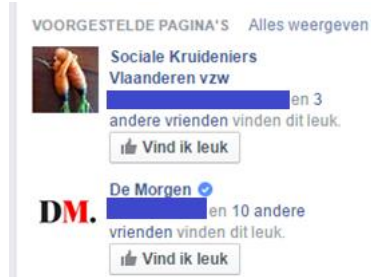 VOORGESTELDE PAGINA'S Alles weergeven
Sociale Kruideniers
Vlaanderen vzw
en 3
andere vrienden vinden dit leuk.
Vind ik leuk
DM.
De Morgen
en 10 andere
vrienden vinden dit leuk.
Vind ik leuk